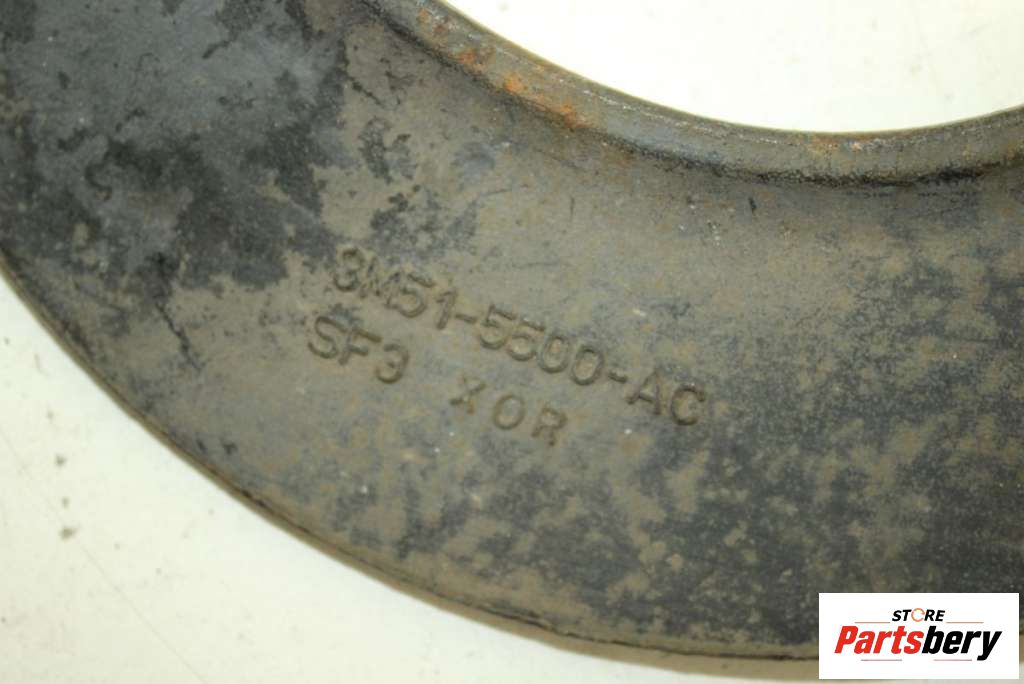 3M51-5500-AC
SF3 XOR
STORE
Partsbery